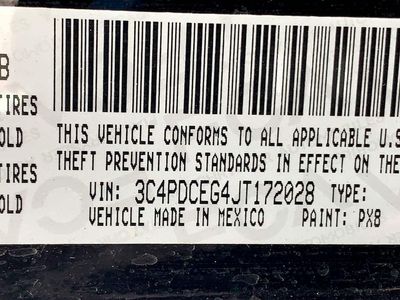 B
TIRES
OLD
TIRES
OLD
THIS VEHICLE CONFORMS TO ALL APPLICABLE U.S
THEFT PREVENTION STANDARDS IN EFFECT ON THE
VIN: 3C4PDCEG4JT172028 TYPE:
VEHICLE MADE IN MEXICO PAINT: PX8